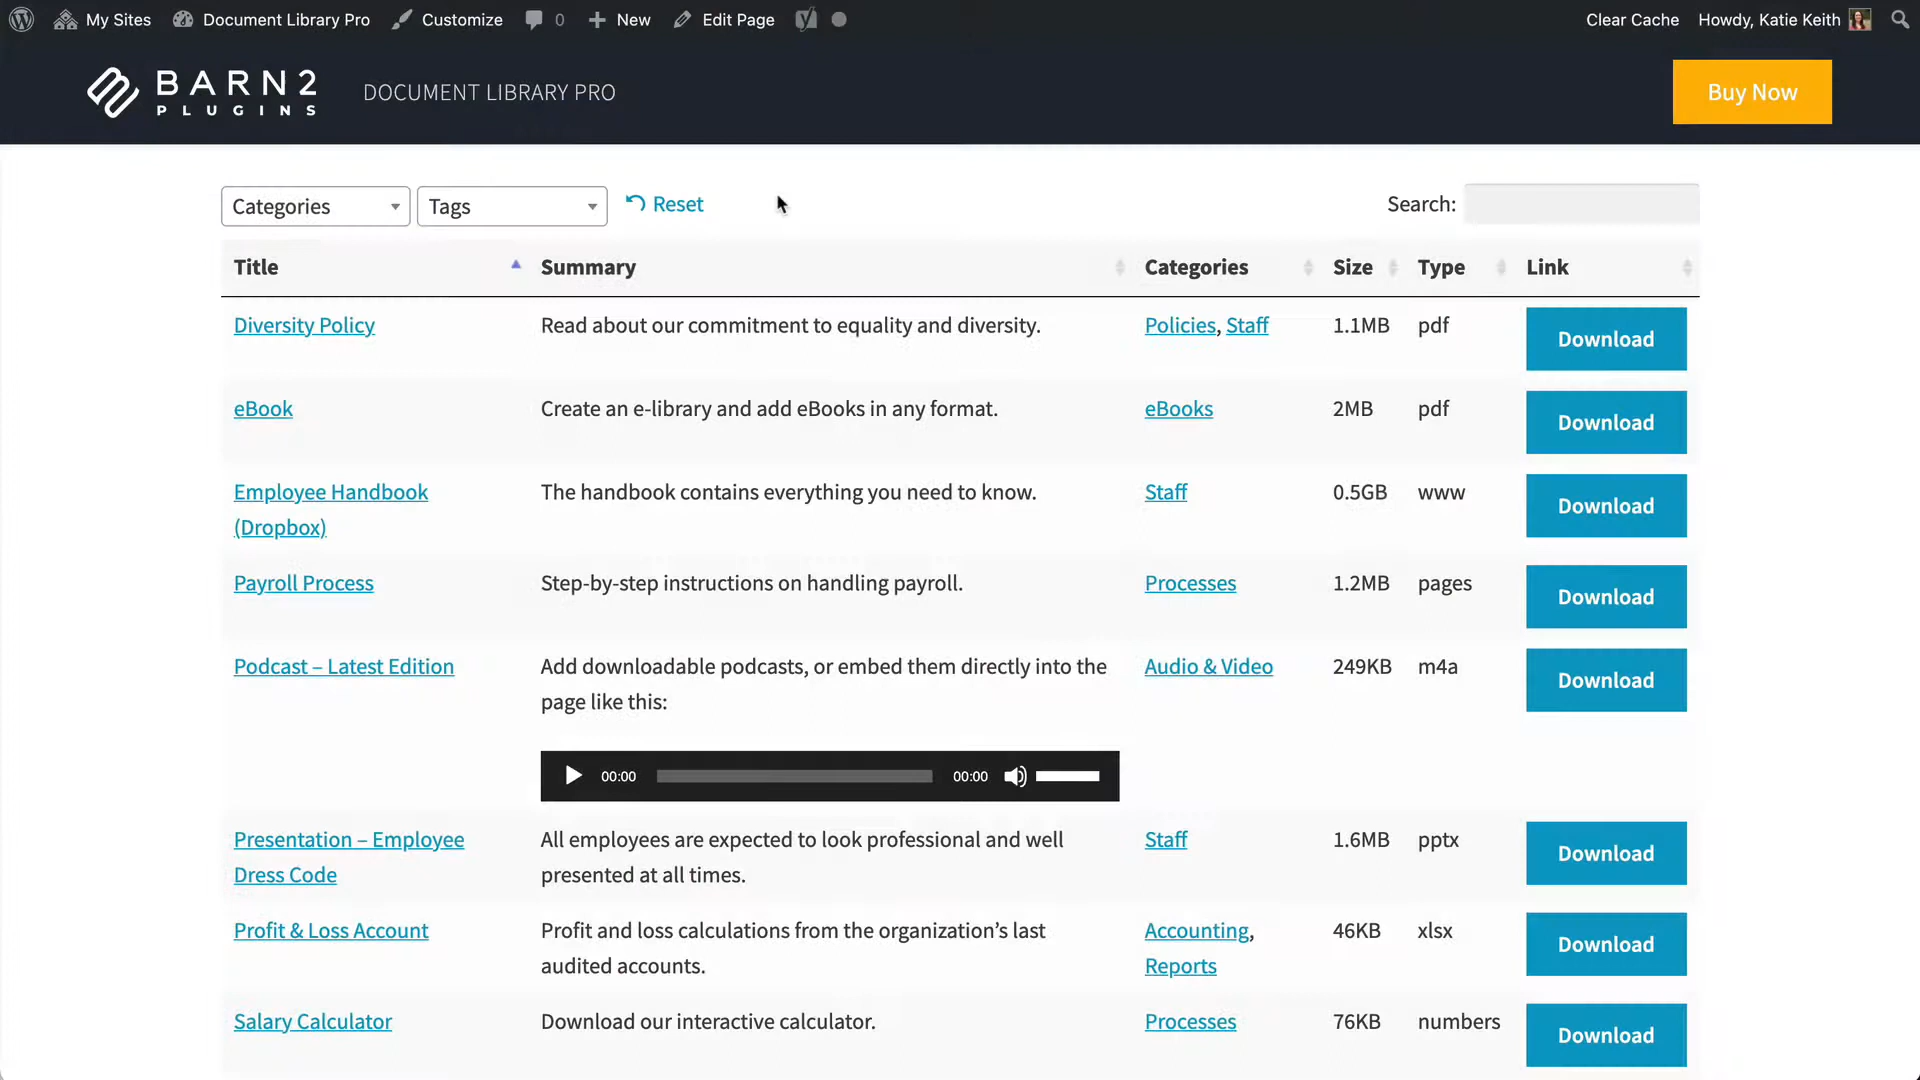 My Sites Document Library Pro Customize 0 New Edit Page Clear Cache Howdy, Katie Keith
BARN2
PLUGINS
DOCUMENT LIBRARY PRO
Buy Now
Categories Tags Reset Search:
Title Summary Categories Size Type Link
Diversity Policy Read about our commitment to equality and diversity. Policies, Staff 1.1MB pdf Download
eBook Create an e-library and add eBooks in any format. eBooks 2MB pdf Download
Employee Handbook The handbook contains everything you need to know. Staff 0.5GB www Download
(Dropbox)
Payroll Process Step-by-step instructions on handling payroll. Processes 1.2MB pages Download
Podcast – Latest Edition Add downloadable podcasts, or embed them directly into the Audio & Video 249KB m4a Download
page like this:
00:00 00:00
Presentation – Employee All employees are expected to look professional and well Staff 1.6MB pptx Download
Dress Code presented at all times.
Profit & Loss Account Profit and loss calculations from the organization’s last Accounting, 46KB xlsx Download
audited accounts. Reports
Salary Calculator Download our interactive calculator. Processes 76KB numbers Download